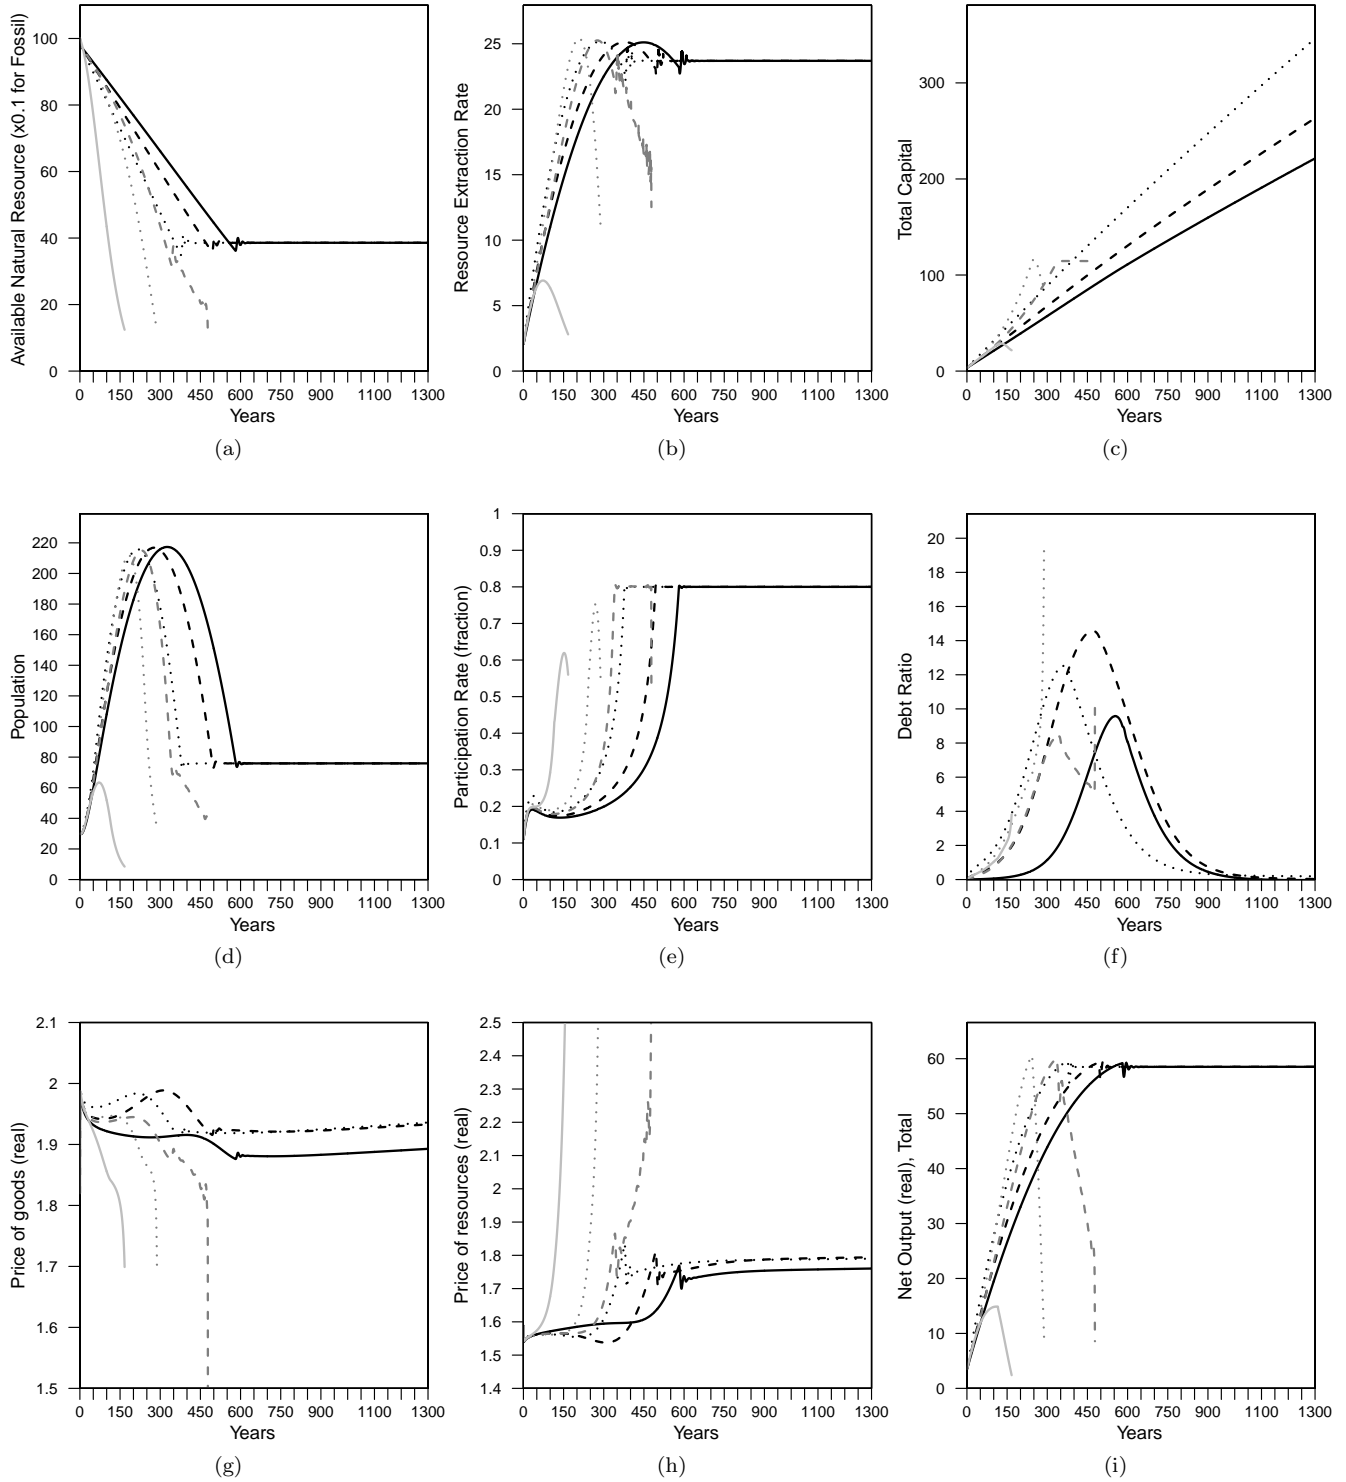 Available Natural Resource (x0.1 for Fossil)
100
80
60
40
20
0
0 150 300 450 600 750 900 1100 1300
Years
(a)
Resource Extraction Rate
25
20
15
10
5
0
0 150 300 450 600 750 900 1100 1300
Years
(b)
Total Capital
300
200
100
0
0 150 300 450 600 750 900 1100 1300
Years
(c)
Population
220
200
180
160
140
120
100
80
60
40
20
0
0 150 300 450 600 750 900 1100 1300
Years
(d)
Participation Rate (fraction)
1
0.9
0.8
0.7
0.6
0.5
0.4
0.3
0.2
0.1
0
0 150 300 450 600 750 900 1100 1300
Years
(e)
Debt Ratio
20
18
16
14
12
10
8
6
4
2
0
0 150 300 450 600 750 900 1100 1300
Years
(f)
Price of goods (real)
2.1
2
1.9
1.8
1.7
1.6
1.5
0 150 300 450 600 750 900 1100 1300
Years
(g)
Price of resources (real)
2.5
2.4
2.3
2.2
2.1
2
1.9
1.8
1.7
1.6
1.5
1.4
0 150 300 450 600 750 900 1100 1300
Years
(h)
Net Output (real), Total
60
50
40
30
20
10
0
0 150 300 450 600 750 900 1100 1300
Years
(i)